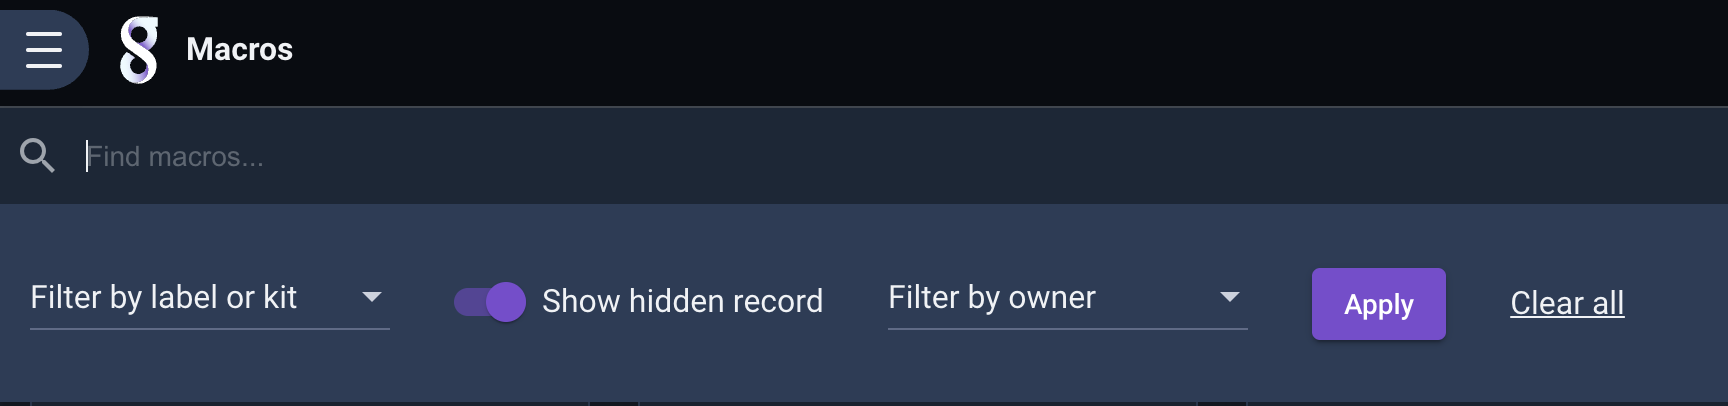 Macros
Find macros...
Filter by label or kit
Show hidden record
Filter by owner
Apply
Clear all